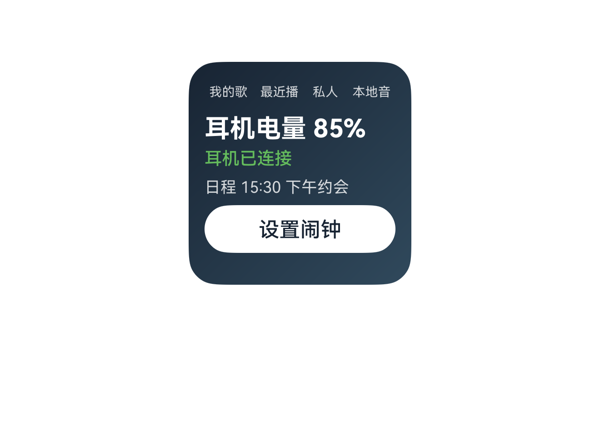 我的歌 最近播 私人 本地音
耳机电量 85%
耳机已连接
日程 15:30 下午约会
设置闹钟